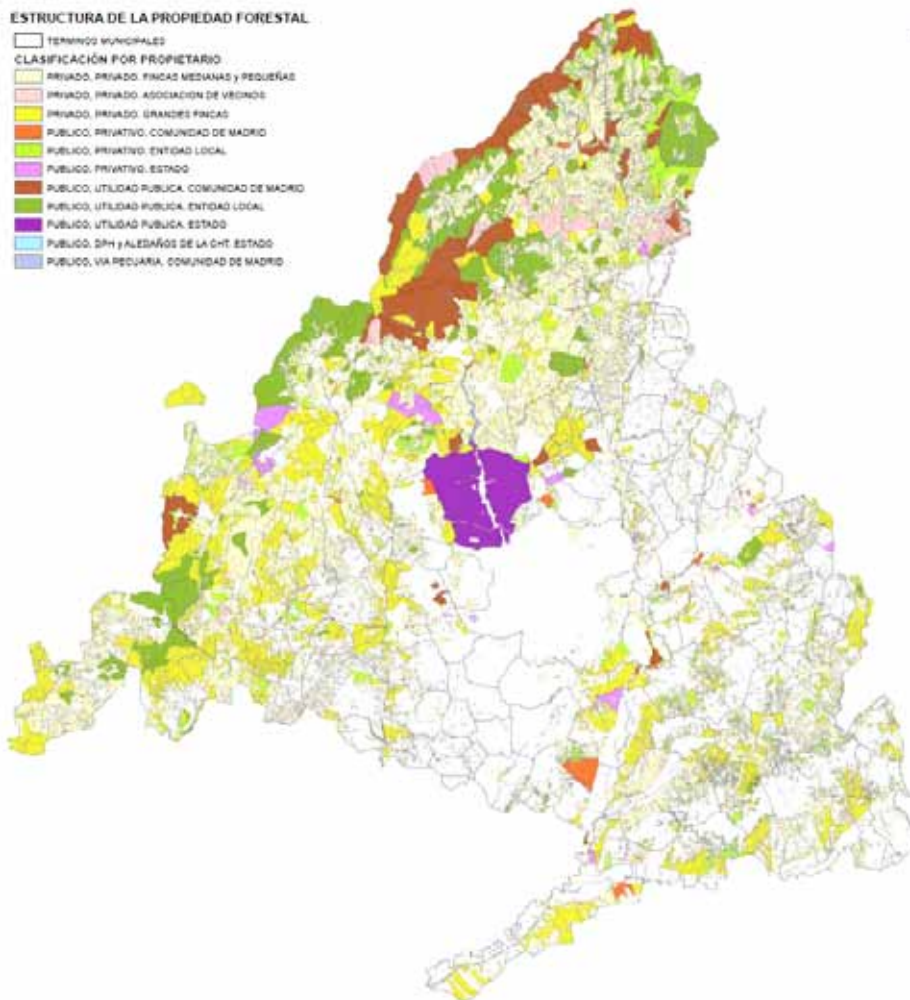 ESTRUCTURA DE LA PROPIEDAD FORESTAL
TERMINOS MUNICIPALES
CLASIFICACIÓN POR PROPIETARIO
PRIVADO, PRIVADO. FINCAS MEDIANAS y PEQUEÑAS
PRIVADO, PRIVADO. ASOCIACION DE VECINOS
PRIVADO, PRIVADO. GRANDES FINCAS
PUBLICO, PRIVATIVO. COMUNIDAD DE MADRID
PUBLICO, PRIVATIVO. ENTIDAD LOCAL
PUBLICO, PRIVATIVO. ESTADO
PUBLICO, UTILIDAD PUBLICA. COMUNIDAD DE MADRID
PUBLICO, UTILIDAD PUBLICA. ENTIDAD LOCAL
PUBLICO, UTILIDAD PUBLICA. ESTADO
PUBLICO, DPH y ALEDAÑOS DE LA CHT. ESTADO
PUBLICO, VIA PECUARIA. COMUNIDAD DE MADRID